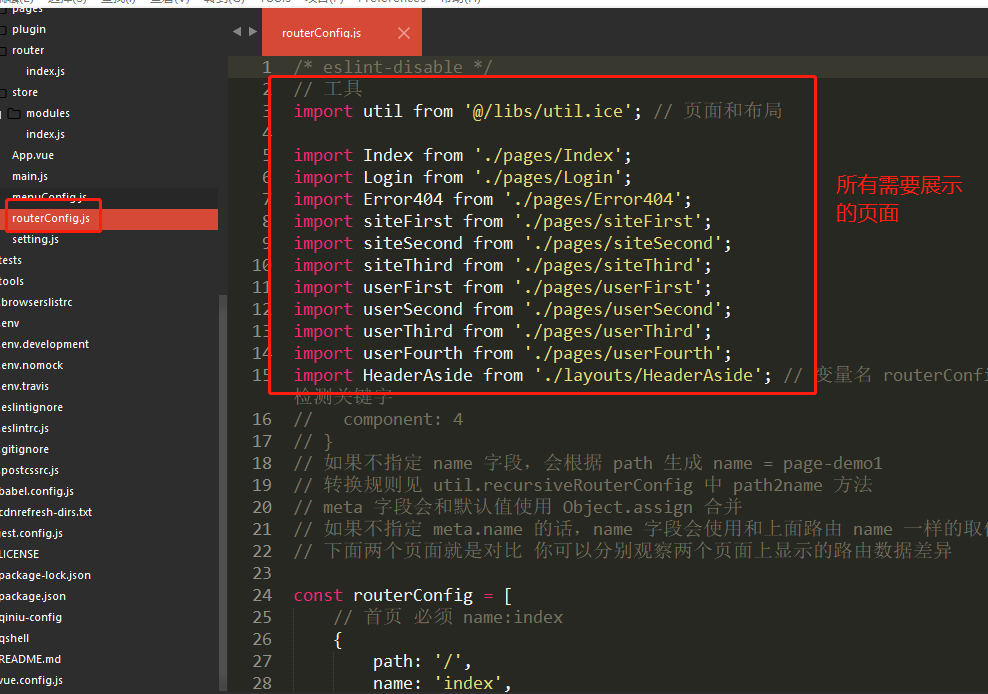 pages
plugin
router
index.js
store
modules
index.js
App.vue
main.js
menuConfig.js
routerConfig.js
setting.js
tests
tools
.browserslistrc
.env
.env.development
.env.nomock
.env.travis
.eslintignore
.eslintrc.js
.gitignore
.postcssrc.js
babel.config.js
cdnrefresh-dirs.txt
jest.config.js
LICENSE
package-lock.json
package.json
qiniu-config
qshell
README.md
vue.config.js
routerConfig.js
1 /* eslint-disable */
2 // 工具
3 import util from '@/libs/util.ice'; // 页面和布局
4
5 import Index from './pages/Index';
6 import Login from './pages/Login';
7 import Error404 from './pages/Error404';
8 import siteFirst from './pages/siteFirst';
9 import siteSecond from './pages/siteSecond';
10 import siteThird from './pages/siteThird';
11 import userFirst from './pages/userFirst';
12 import userSecond from './pages/userSecond';
13 import userThird from './pages/userThird';
14 import userFourth from './pages/userFourth';
15 import HeaderAside from './layouts/HeaderAside'; // 变量名 routerConfi
检测关键字
16 //   component: 4
17 // }
18 // 如果不指定 name 字段，会根据 path 生成 name = page-demo1
19 // 转换规则见 util.recursiveRouterConfig 中 path2name 方法
20 // meta 字段会和默认值使用 Object.assign 合并
21 // 如果不指定 meta.name 的话，name 字段会使用和上面路由 name 一样的取值
22 // 下面两个页面就是对比 你可以分别观察两个页面上显示的路由数据差异
23
24 const routerConfig = [
25 // 首页 必须 name:index
26 {
27 path: '/',
28 name: 'index',
所有需要展示
的页面